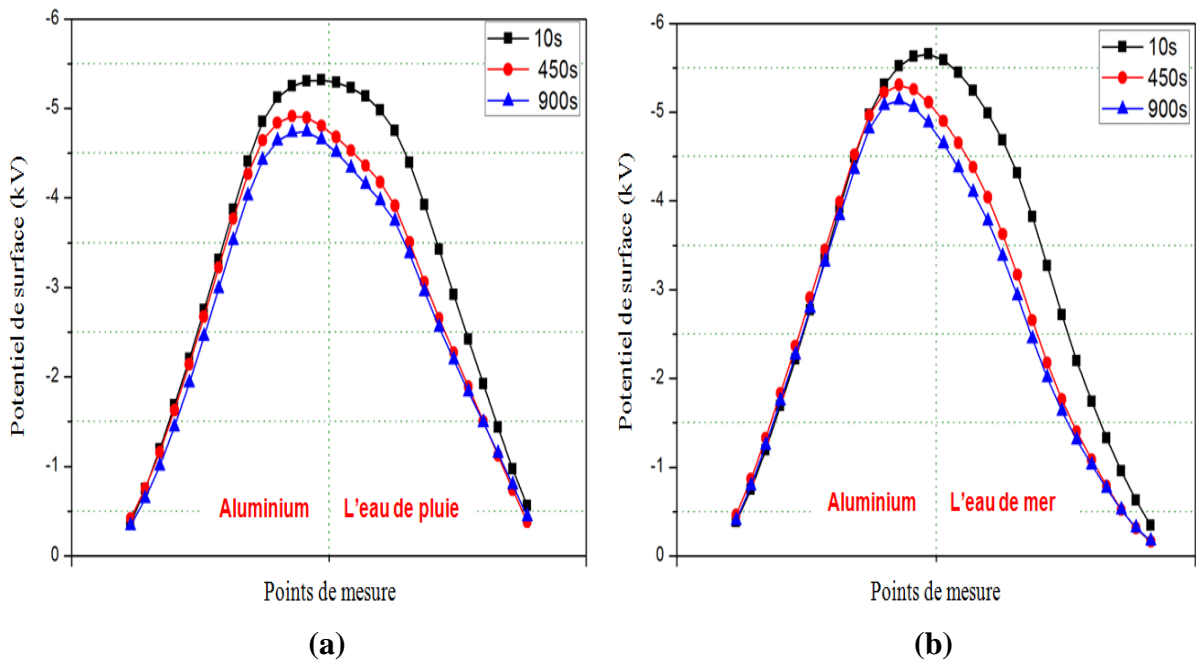 Potentiel de surface (kV)
-6
-5
-4
-3
-2
-1
0
10s
450s
900s
Aluminium
L'eau de pluie
Points de mesure
(a)
Potentiel de surface (kV)
-6
-5
-4
-3
-2
-1
0
10s
450s
900s
Aluminium
L'eau de mer
Points de mesure
(b)